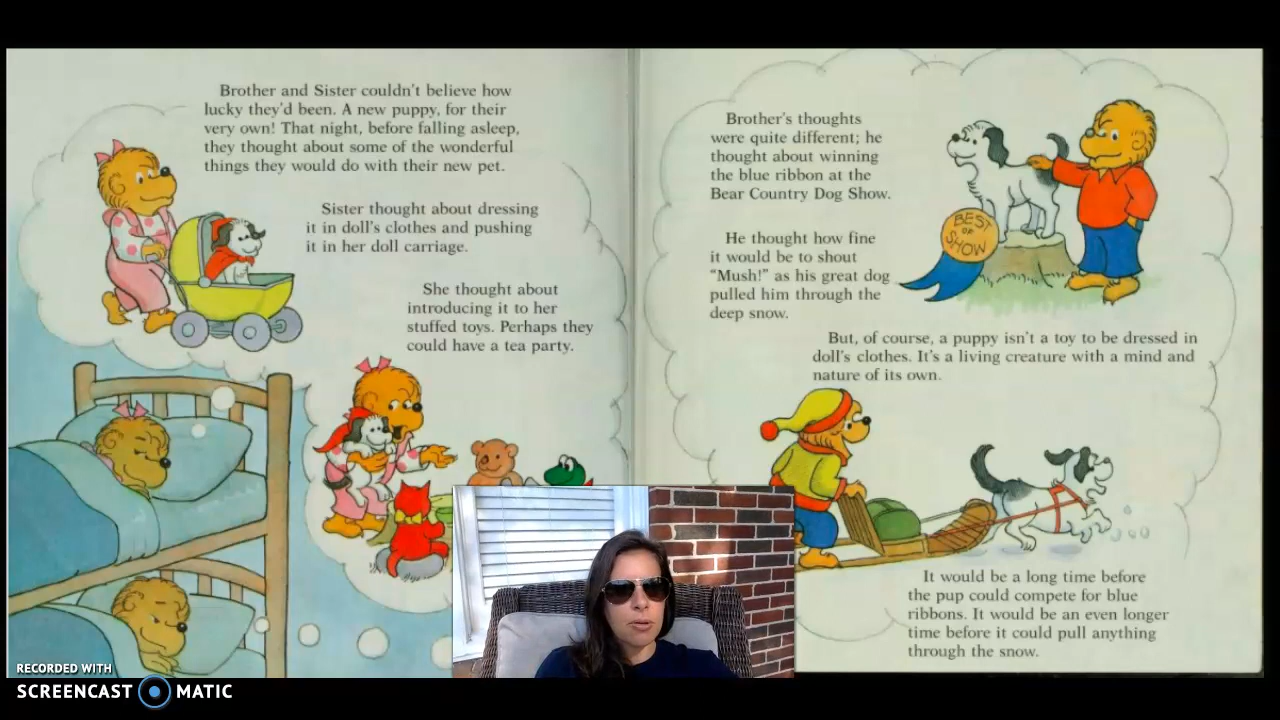 Brother and Sister couldn't believe how
lucky they'd been. A new puppy, for their
very own! That night, before falling asleep,
they thought about some of the wonderful
things they would do with their new pet.
Sister thought about dressing
it in doll's clothes and pushing
it in her doll carriage.
She thought about
introducing it to her
stuffed toys. Perhaps they
could have a tea party.
Brother's thoughts
were quite different; he
thought about winning
the blue ribbon at the
Bear Country Dog Show.
BEST
OF
SHOW
He thought how fine
it would be to shout
"Mush!" as his great dog
pulled him through the
deep snow.
But, of course, a puppy isn't a toy to be dressed in
doll's clothes. It's a living creature with a mind and
nature of its own.
It would be a long time before
the pup could compete for blue
ribbons. It would be an even longer
time before it could pull anything
through the snow.
RECORDED WITH
SCREENCAST MATIC